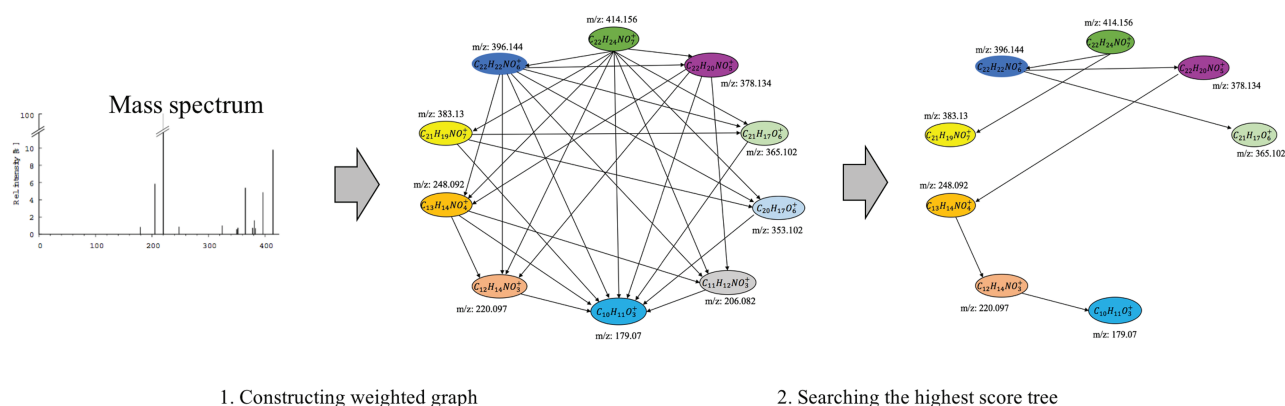 Mass spectrum
Rel.intensity [%]
100
10
8
6
4
2
0
0
100
200
300
400
m/z: 414.156
C₂₂H₂₄NO₇⁺
m/z: 396.144
C₂₂H₂₂NO₆⁺
C₂₂H₂₀NO₅⁺
m/z: 378.134
m/z: 383.13
C₂₁H₁₉NO₇⁺
C₂₁H₁₇O₆⁺
m/z: 365.102
m/z: 248.092
C₁₃H₁₄NO₄⁺
C₂₀H₁₇O₆⁺
m/z: 353.102
C₁₂H₁₄NO₃⁺
m/z: 220.097
C₁₁H₁₂NO₃⁺
m/z: 206.082
C₁₀H₁₁O₃⁺
m/z: 179.07
m/z: 414.156
C₂₂H₂₄NO₇⁺
m/z: 396.144
C₂₂H₂₂NO₆⁺
C₂₂H₂₀NO₅⁺
m/z: 378.134
m/z: 383.13
C₂₁H₁₉NO₇⁺
C₂₁H₁₇O₆⁺
m/z: 365.102
m/z: 248.092
C₁₃H₁₄NO₄⁺
C₁₂H₁₄NO₃⁺
m/z: 220.097
C₁₀H₁₁O₃⁺
m/z: 179.07
1. Constructing weighted graph
2. Searching the highest score tree